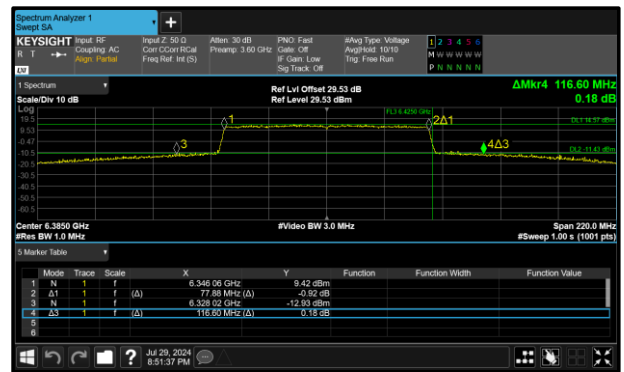 Spectrum Analyzer 1
Swept SA
KEYSIGHT Input: RF Input Z: 50 Ω Atten: 30 dB PNO: Fast #Avg Type: Voltage 1 2 3 4 5 6
R T Coupling: AC Corr CCorr RCal Preamp: 3.60 GHz Gate: Off Avg|Hold: 10/10 M W W W W W
Align: Partial Freq Ref: Int (S) IF Gain: Low Trig: Free Run
Sig Track: Off P N N N N N
1 Spectrum Ref Lvl Offset 29.53 dB ΔMkr4 116.60 MHz
Scale/Div 10 dB Ref Level 29.53 dBm 0.18 dB
Log
19.5 1 FL3 6.4250 GHz 2Δ1 DL1 14.57 dBm
9.53
-0.47 3 4Δ3
-10.5 DL2 -11.43 dBm
-20.5
-30.5
-40.5
-50.5
-60.5
Center 6.3850 GHz #Video BW 3.0 MHz Span 220.0 MHz
#Res BW 1.0 MHz #Sweep 1.00 s (1001 pts)
5 Marker Table
Mode Trace Scale X Y Function Function Width Function Value
1 N 1 f 6.346 06 GHz 9.42 dBm
2 Δ1 1 f (Δ) 77.88 MHz (Δ) -0.92 dB
3 N 1 f 6.328 02 GHz -12.93 dBm
4 Δ3 1 f (Δ) 116.60 MHz (Δ) 0.18 dB
5
6
? Jul 29, 2024
8:51:37 PM